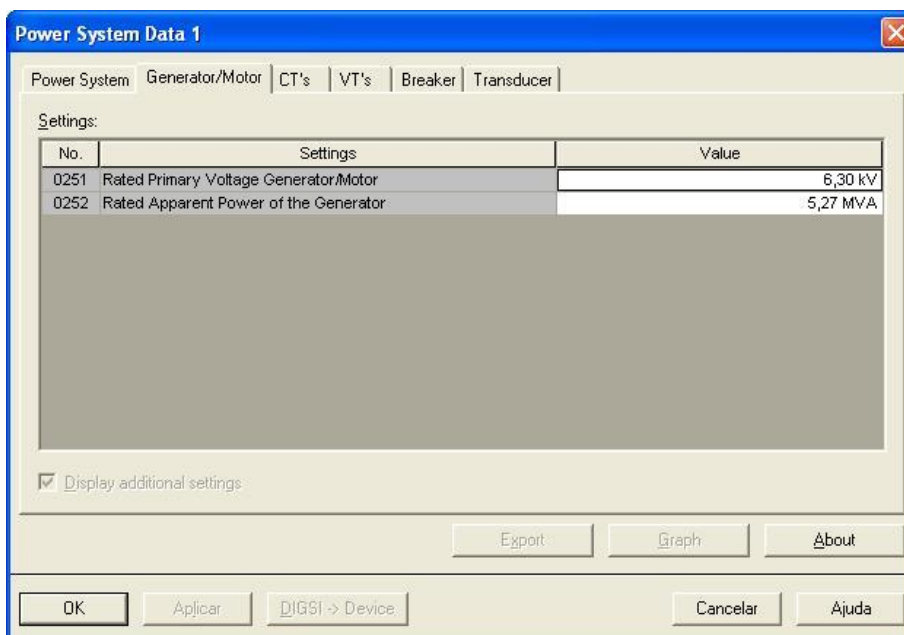 Power System Data 1
Power System Generator/Motor CT's VT's Breaker Transducer
Settings:
No. Settings Value
0251 Rated Primary Voltage Generator/Motor 6,30 kV
0252 Rated Apparent Power of the Generator 5,27 MVA
Display additional settings
Export Graph About
OK Aplicar DIGSI -> Device Cancelar Ajuda